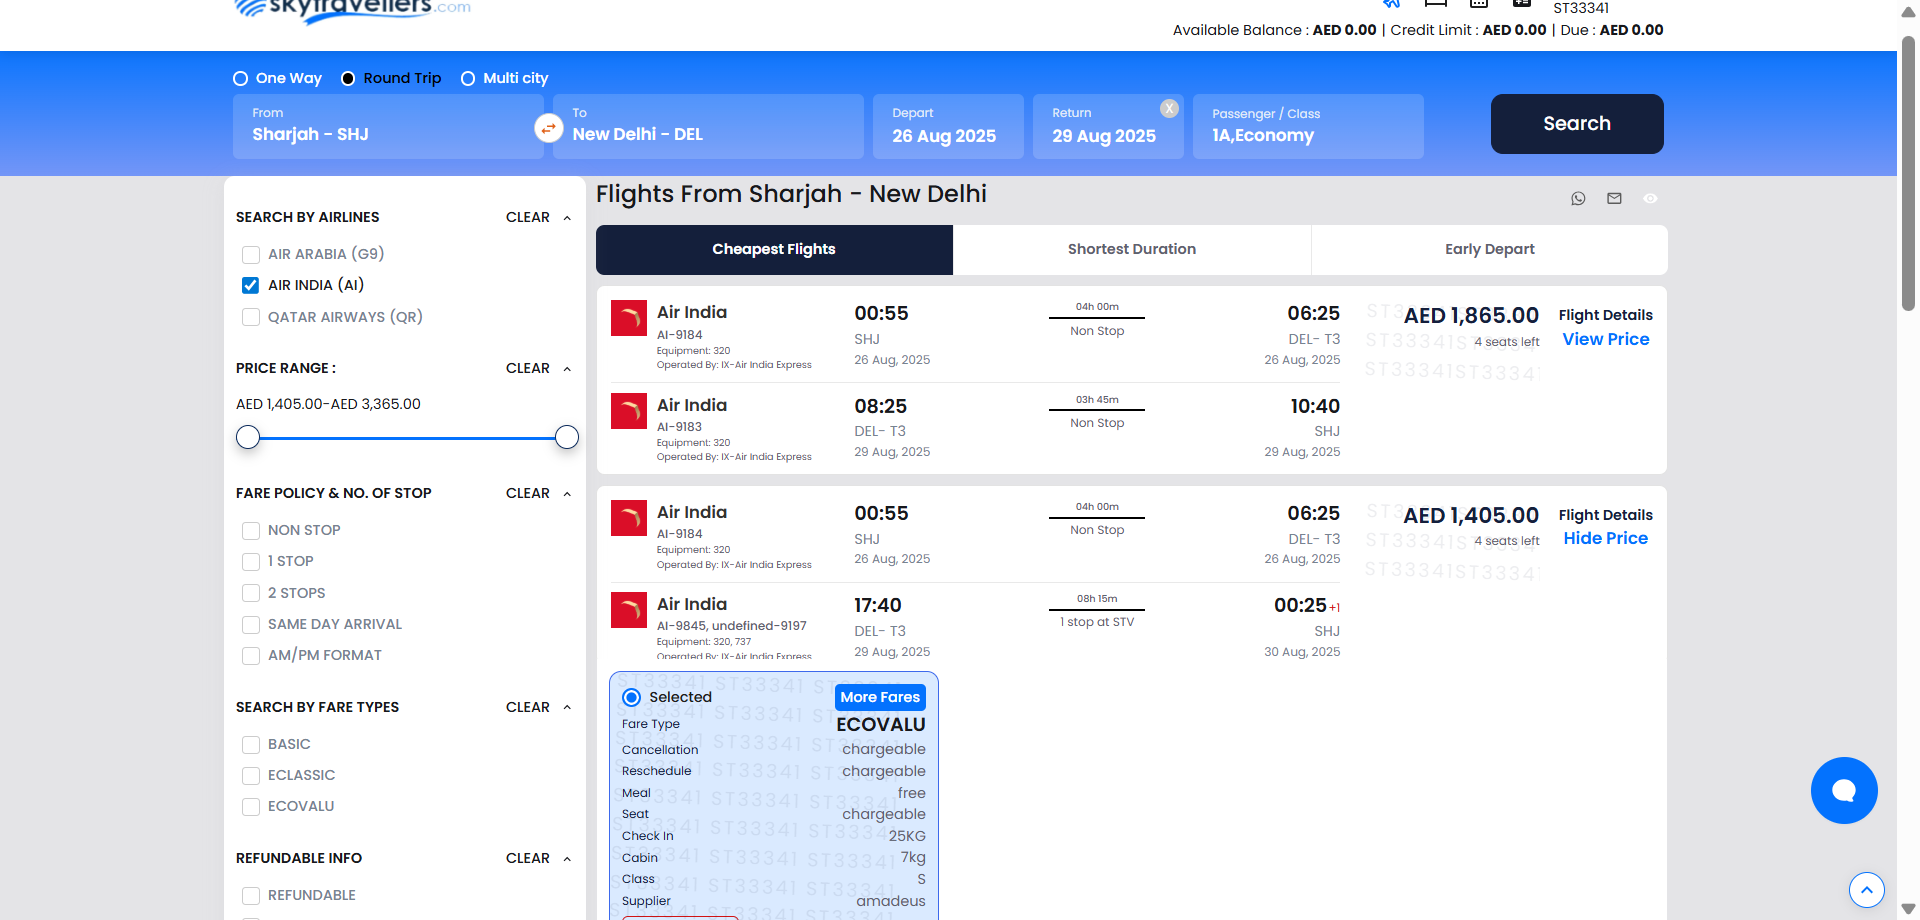 skytravellers.com
ST33341
Available Balance : AED 0.00 | Credit Limit : AED 0.00 | Due : AED 0.00
One Way Round Trip Multi city
From
Sharjah - SHJ
To
New Delhi - DEL
Depart
26 Aug 2025
Return X
29 Aug 2025
Passenger / Class
1A,Economy
Search
SEARCH BY AIRLINES CLEAR
AIR ARABIA (G9)
AIR INDIA (AI)
QATAR AIRWAYS (QR)
PRICE RANGE : CLEAR
AED 1,405.00-AED 3,365.00
FARE POLICY & NO. OF STOP CLEAR
NON STOP
1 STOP
2 STOPS
SAME DAY ARRIVAL
AM/PM FORMAT
SEARCH BY FARE TYPES CLEAR
BASIC
ECLASSIC
ECOVALU
REFUNDABLE INFO CLEAR
REFUNDABLE
Flights From Sharjah - New Delhi
Cheapest Flights Shortest Duration Early Depart
Air India
AI-9184
Equipment: 320
Operated By: IX-Air India Express
00:55
SHJ
26 Aug, 2025
04h 00m
Non Stop
06:25
DEL- T3
26 Aug, 2025
AED 1,865.00
4 seats left
Flight Details
View Price
Air India
AI-9183
Equipment: 320
Operated By: IX-Air India Express
08:25
DEL- T3
29 Aug, 2025
03h 45m
Non Stop
10:40
SHJ
29 Aug, 2025
Air India
AI-9184
Equipment: 320
Operated By: IX-Air India Express
00:55
SHJ
26 Aug, 2025
04h 00m
Non Stop
06:25
DEL- T3
26 Aug, 2025
AED 1,405.00
4 seats left
Flight Details
Hide Price
Air India
AI-9845, undefined-9197
Equipment: 320, 737
Operated By: IX-Air India Express
17:40
DEL- T3
29 Aug, 2025
08h 15m
1 stop at STV
00:25 +1
SHJ
30 Aug, 2025
Selected More Fares
Fare Type ECOVALU
Cancellation chargeable
Reschedule chargeable
Meal free
Seat chargeable
Check In 25KG
Cabin 7kg
Class S
Supplier amadeus